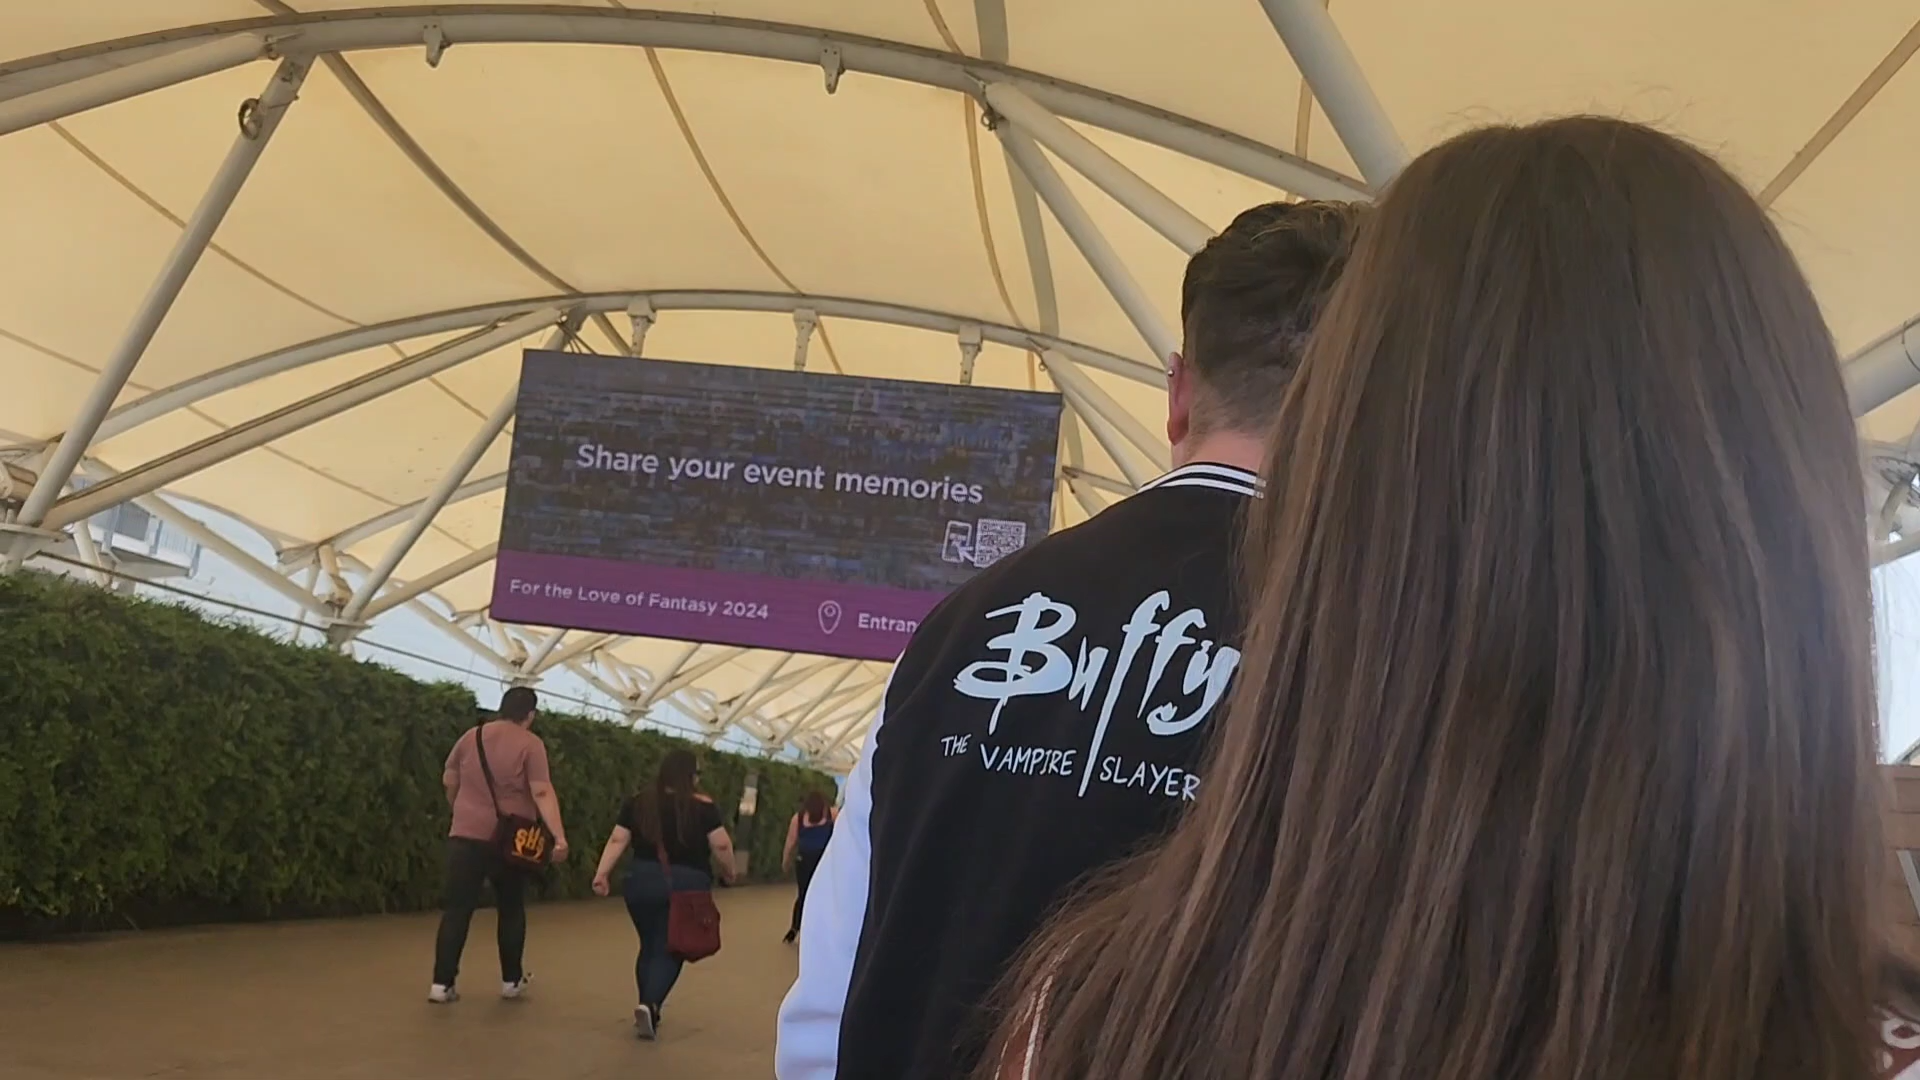 Share your event memories
For the Love of Fantasy 2024
Entran
Buffy
THE VAMPIRE SLAYER